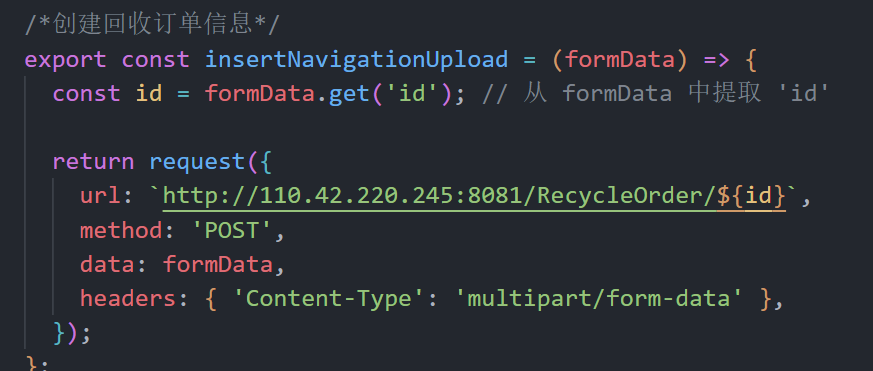 /*创建回收订单信息*/
export const insertNavigationUpload = (formData) => {
const id = formData.get('id'); // 从 formData 中提取 'id'
return request({
url: `http://110.42.220.245:8081/RecycleOrder/${id}`,
method: 'POST',
data: formData,
headers: { 'Content-Type': 'multipart/form-data' },
});
};